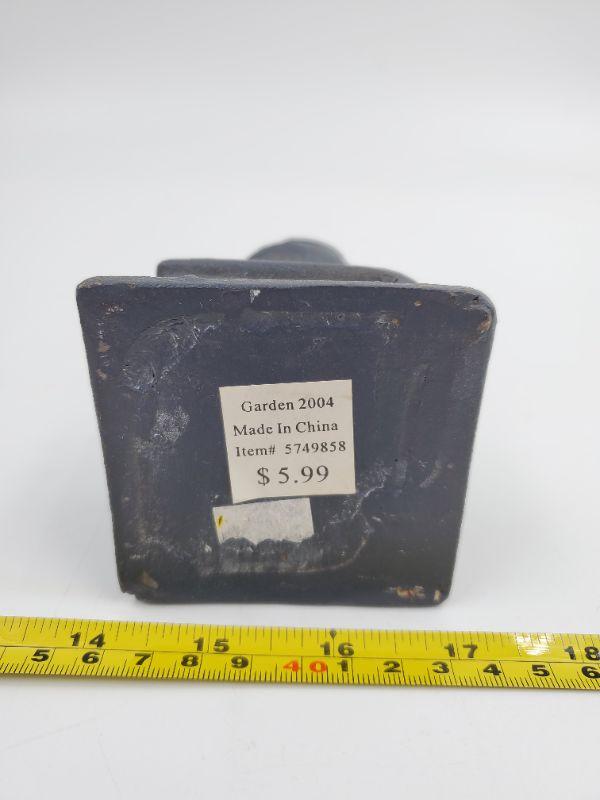 Garden 2004
Made In China
Item# 5749858
$ 5.99
14 15 16 17 18
5 6 7 8 9 40 1 2 3 4 5 6